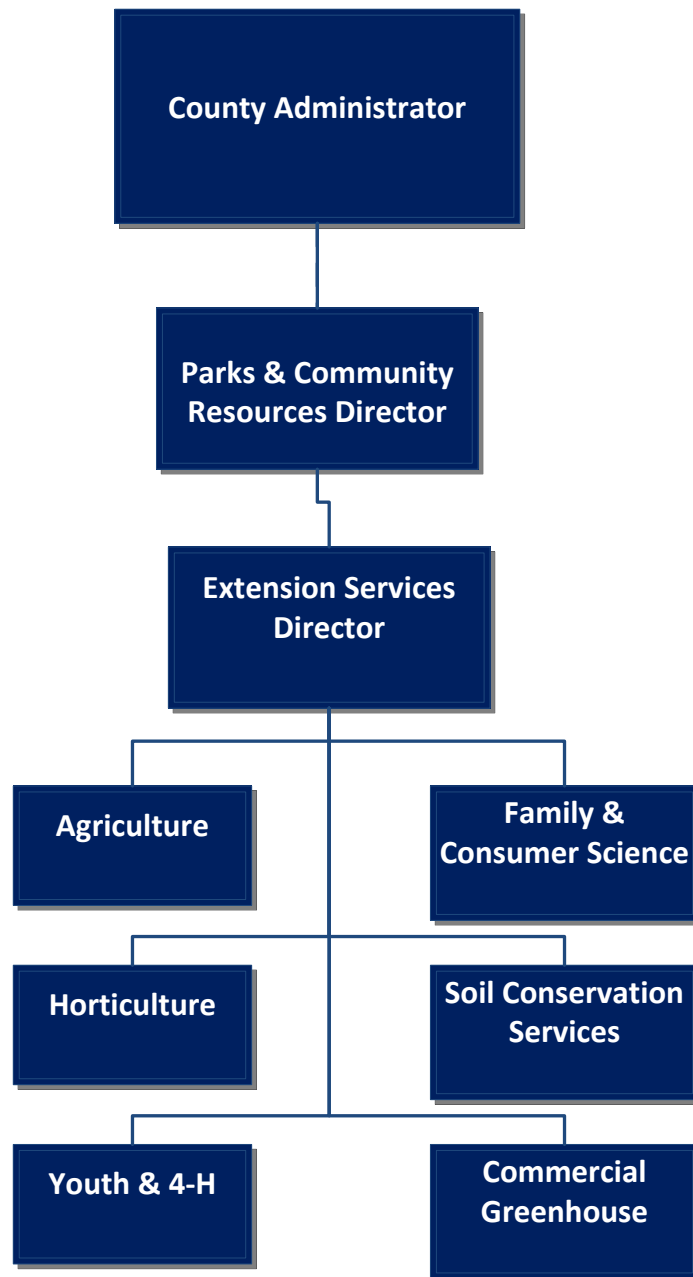 County Administrator
Parks & Community
Resources Director
Extension Services
Director
Agriculture
Family &
Consumer Science
Horticulture
Soil Conservation
Services
Youth & 4-H
Commercial
Greenhouse